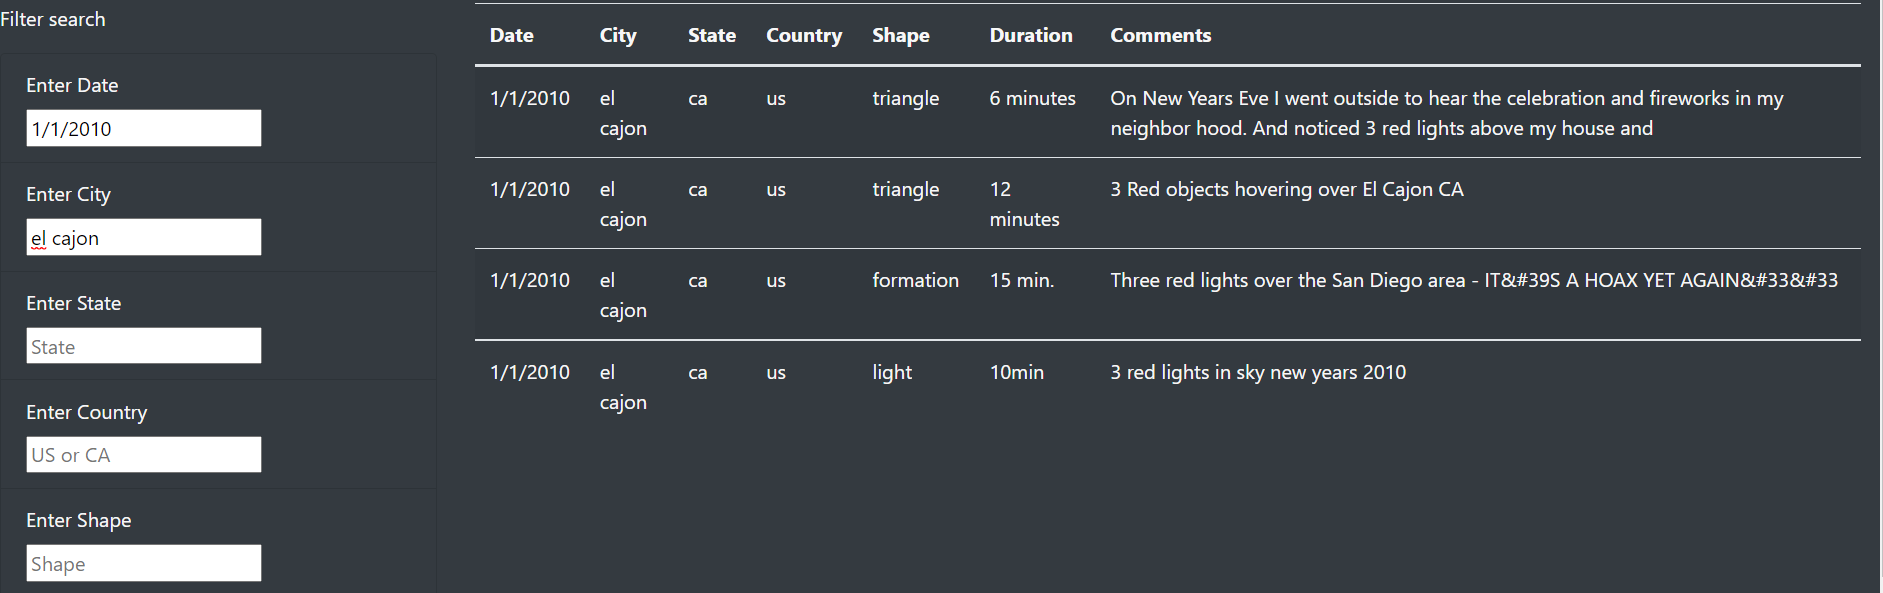 Filter search
Enter Date
1/1/2010
Enter City
el cajon
Enter State
State
Enter Country
US or CA
Enter Shape
Shape
Date City State Country Shape Duration Comments
1/1/2010 el ca us triangle 6 minutes On New Years Eve I went outside to hear the celebration and fireworks in my
cajon neighbor hood. And noticed 3 red lights above my house and
1/1/2010 el ca us triangle 12 3 Red objects hovering over El Cajon CA
cajon minutes
1/1/2010 el ca us formation 15 min. Three red lights over the San Diego area - IT&#39S A HOAX YET AGAIN&#33&#33
cajon
1/1/2010 el ca us light 10min 3 red lights in sky new years 2010
cajon